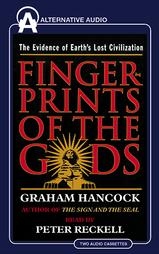 A ALTERNATIVE AUDIO
The Evidence of Earth's Lost Civilization
FINGER-
PRINTS
OF THE
GODS
GRAHAM HANCOCK
AUTHOR OF THE SIGN AND THE SEAL
READ BY
PETER RECKELL
TWO AUDIO CASSETTES